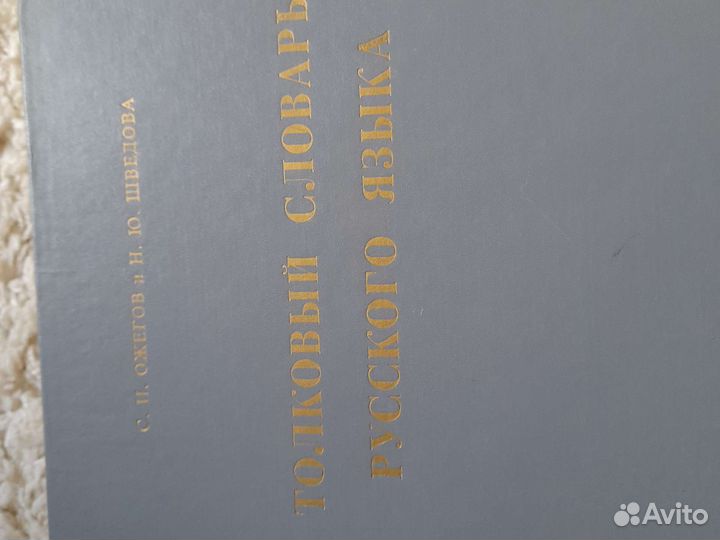 С. И. ОЖЕГОВ и Н. Ю. ШВЕДОВА
ТОЛКОВЫЙ СЛОВАРЬ
РУССКОГО ЯЗЫКА
Avito